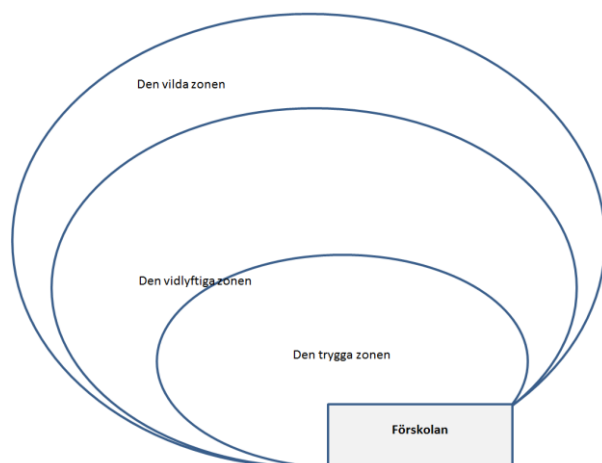 Den vilda zonen
Den vidlyftiga zonen
Den trygga zonen
Förskolan